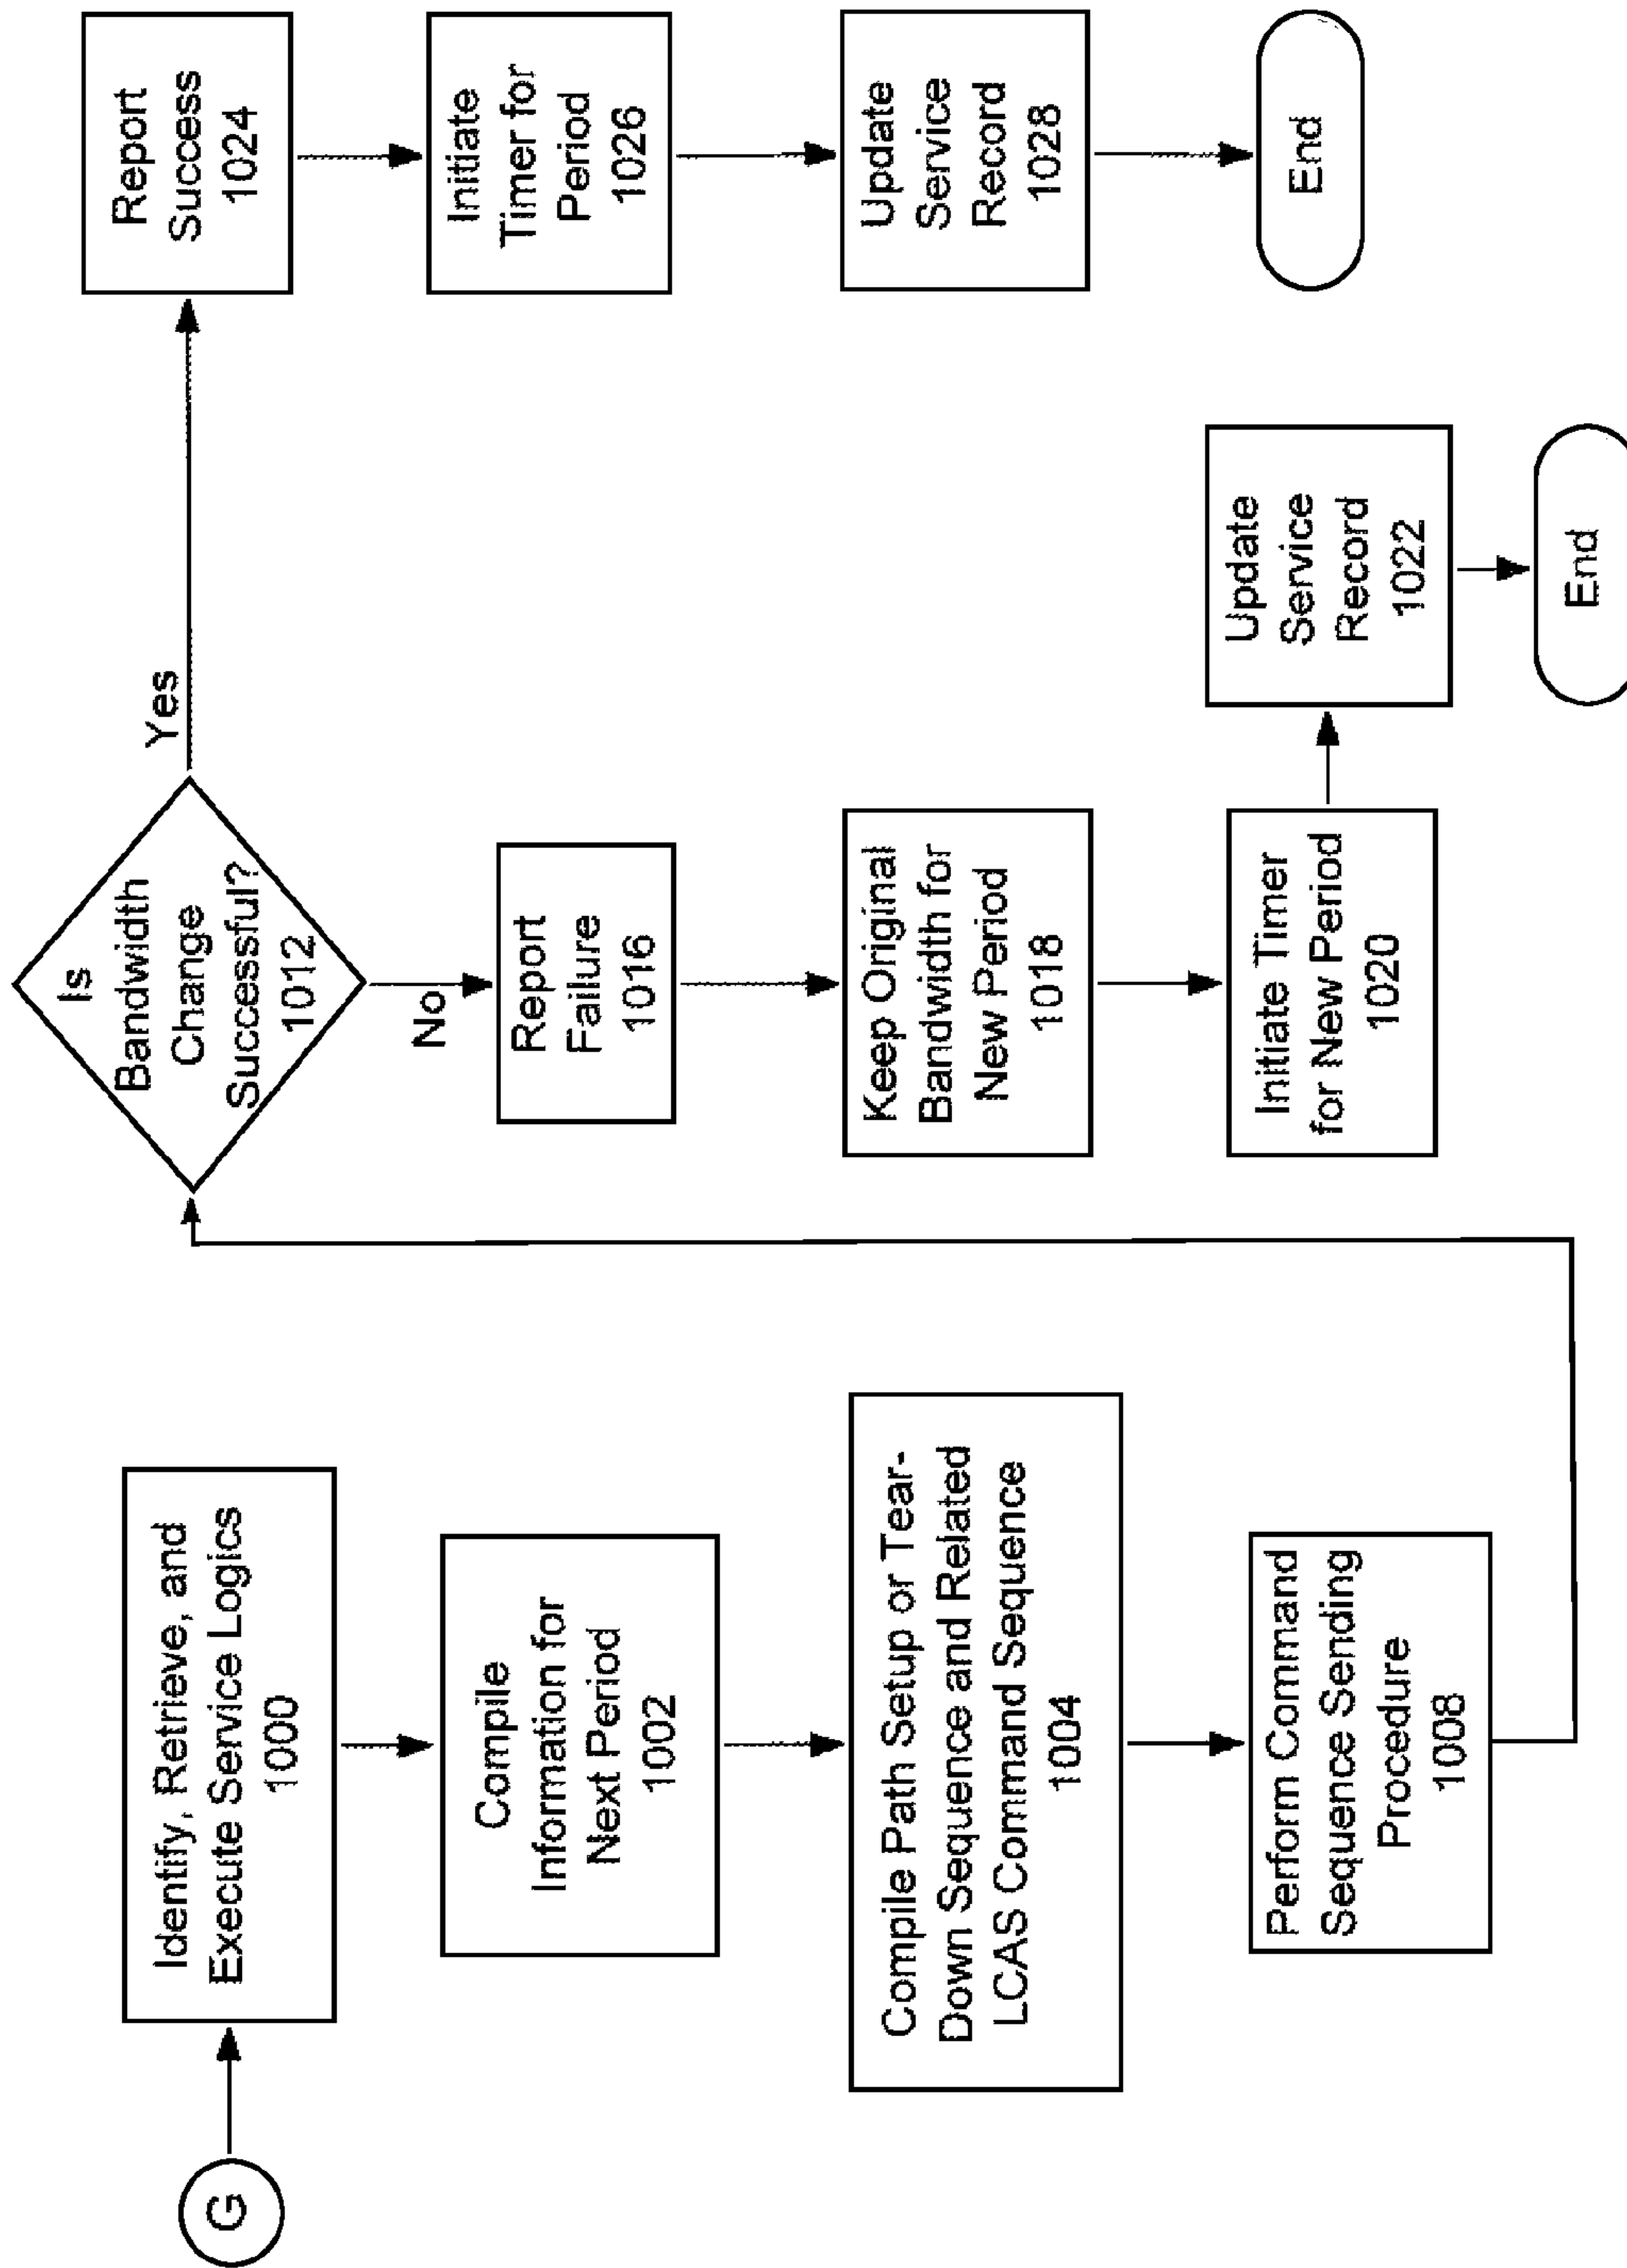 G
Identify, Retrieve, and
Execute Service Logics
1000
Compile
Information for
Next Period
1002
Compile Path Setup or Tear-
Down Sequence and Related
LCAS Command Sequence
1004
Perform Command
Sequence Sending
Procedure
1008
Is
Bandwidth
Change
Successful?
1012
Yes
No
Report
Failure
1016
Keep Original
Bandwidth for
New Period
1018
Initiate Timer
for New Period
1020
Update
Service
Record
1022
End
Report
Success
1024
Initiate
Timer for
Period
1026
Update
Service
Record
1028
End